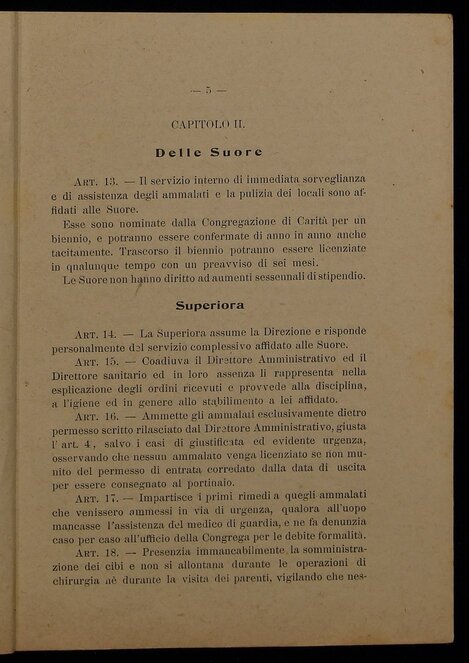 — 5 —
CAPITOLO II.
Delle Suore
ART. 13. — Il servizio interno di immediata sorveglianza
e di assistenza degli ammalati e la pulizia dei locali sono af-
fidati alle Suore.
Esse sono nominate dalla Congregazione di Carità per un
biennio, e potranno essere confermate di anno in anno anche
tacitamente. Trascorso il biennio potranno essere licenziate
in qualunque tempo con un preavviso di sei mesi.
Le Suore non hanno diritto ad aumenti sessennali di stipendio.
Superiora
ART. 14. — La Superiora assume la Direzione e risponde
personalmente del servizio complessivo affidato alle Suore.
ART. 15. — Coadiuva il Direttore Amministrativo ed il
Direttore sanitario ed in loro assenza li rappresenta nella
esplicazione degli ordini ricevuti e provvede alla disciplina,
a l'igiene ed in genere allo stabilimento a lei affidato.
ART. 16. — Ammette gli ammalati esclusivamente dietro
permesso scritto rilasciato dal Direttore Amministrativo, giusta
l'art. 4, salvo i casi di giustificata ed evidente urgenza,
osservando che nessun ammalato venga licenziato se non mu-
nito del permesso di entrata corredato dalla data di uscita
per essere consegnato al portinaio.
ART. 17. — Impartisce i primi rimedi a quegli ammalati
che venissero ammessi in via di urgenza, qualora all'uopo
mancasse l'assistenza del medico di guardia, e ne fa denunzia
caso per caso all'ufficio della Congrega per le debite formalità.
ART. 18. — Presenzia immancabilmente la somministra-
zione dei cibi e non si allontana durante le operazioni di
chirurgia nè durante la visita dei parenti, vigilando che nes-